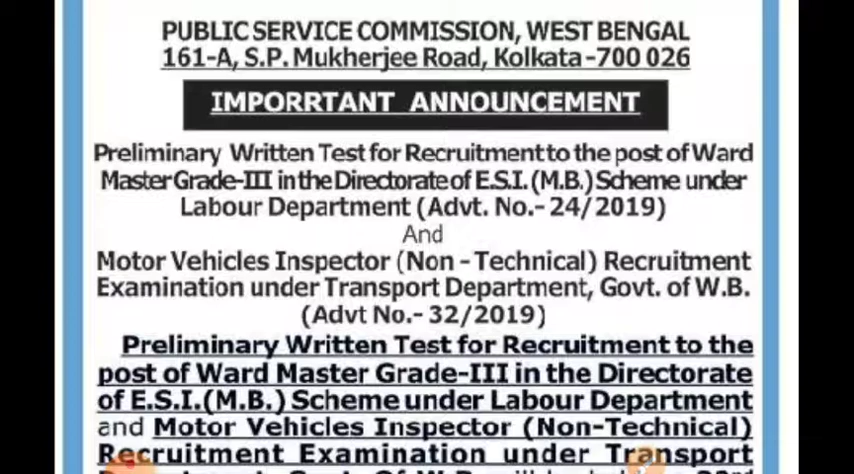 PUBLIC SERVICE COMMISSION, WEST BENGAL
161-A, S.P. Mukherjee Road, Kolkata -700 026
IMPORRTANT ANNOUNCEMENT
Preliminary Written Test for Recruitment to the post of Ward
Master Grade-III in the Directorate of E.S.I. (M.B.) Scheme under
Labour Department (Advt. No.- 24/2019)
And
Motor Vehicles Inspector (Non - Technical) Recruitment
Examination under Transport Department, Govt. of W.B.
(Advt No.- 32/2019)
Preliminary Written Test for Recruitment to the
post of Ward Master Grade-III in the Directorate
of E.S.I.(M.B.) Scheme under Labour Department
and Motor Vehicles Inspector (Non-Technical)
Recruitment Examination under Transport